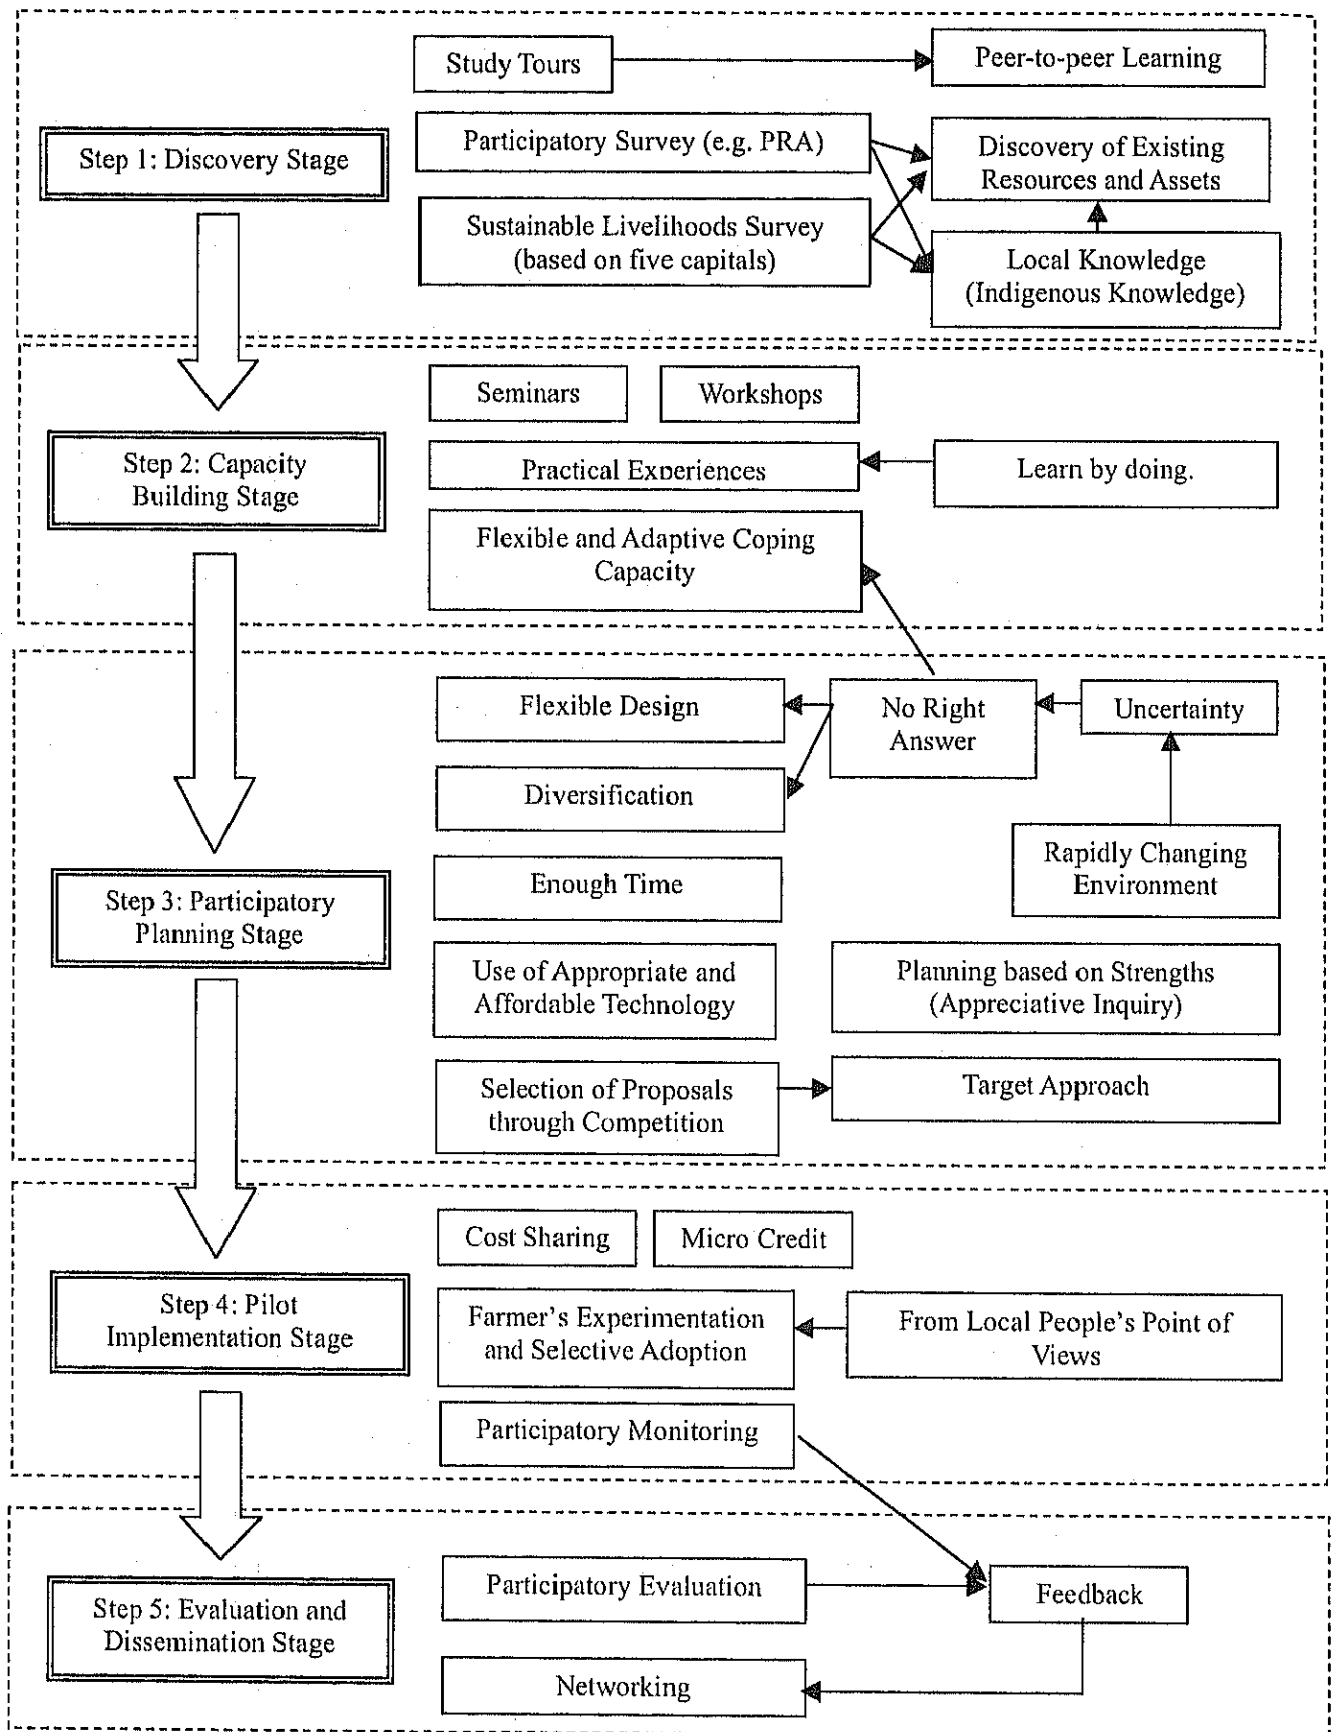 Study Tours
Peer-to-peer Learning
Step 1: Discovery Stage
Participatory Survey (e.g. PRA)
Discovery of Existing
Resources and Assets
Sustainable Livelihoods Survey
(based on five capitals)
Local Knowledge
(Indigenous Knowledge)
Seminars
Workshops
Step 2: Capacity
Building Stage
Practical Experiences
Learn by doing.
Flexible and Adaptive Coping
Capacity
Flexible Design
No Right
Answer
Uncertainty
Diversification
Rapidly Changing
Environment
Enough Time
Step 3: Participatory
Planning Stage
Use of Appropriate and
Affordable Technology
Planning based on Strengths
(Appreciative Inquiry)
Selection of Proposals
through Competition
Target Approach
Cost Sharing
Micro Credit
Step 4: Pilot
Implementation Stage
Farmer's Experimentation
and Selective Adoption
From Local People's Point of
Views
Participatory Monitoring
Step 5: Evaluation and
Dissemination Stage
Participatory Evaluation
Feedback
Networking